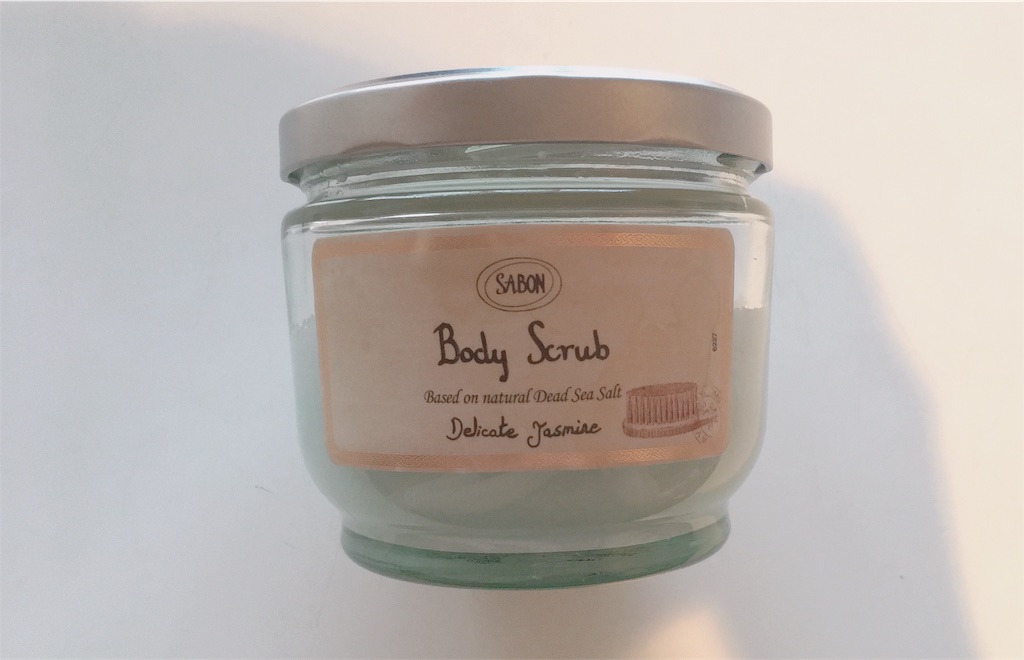 SABON
Body Scrub
Based on natural Dead Sea Salt
Delicate Jasmine